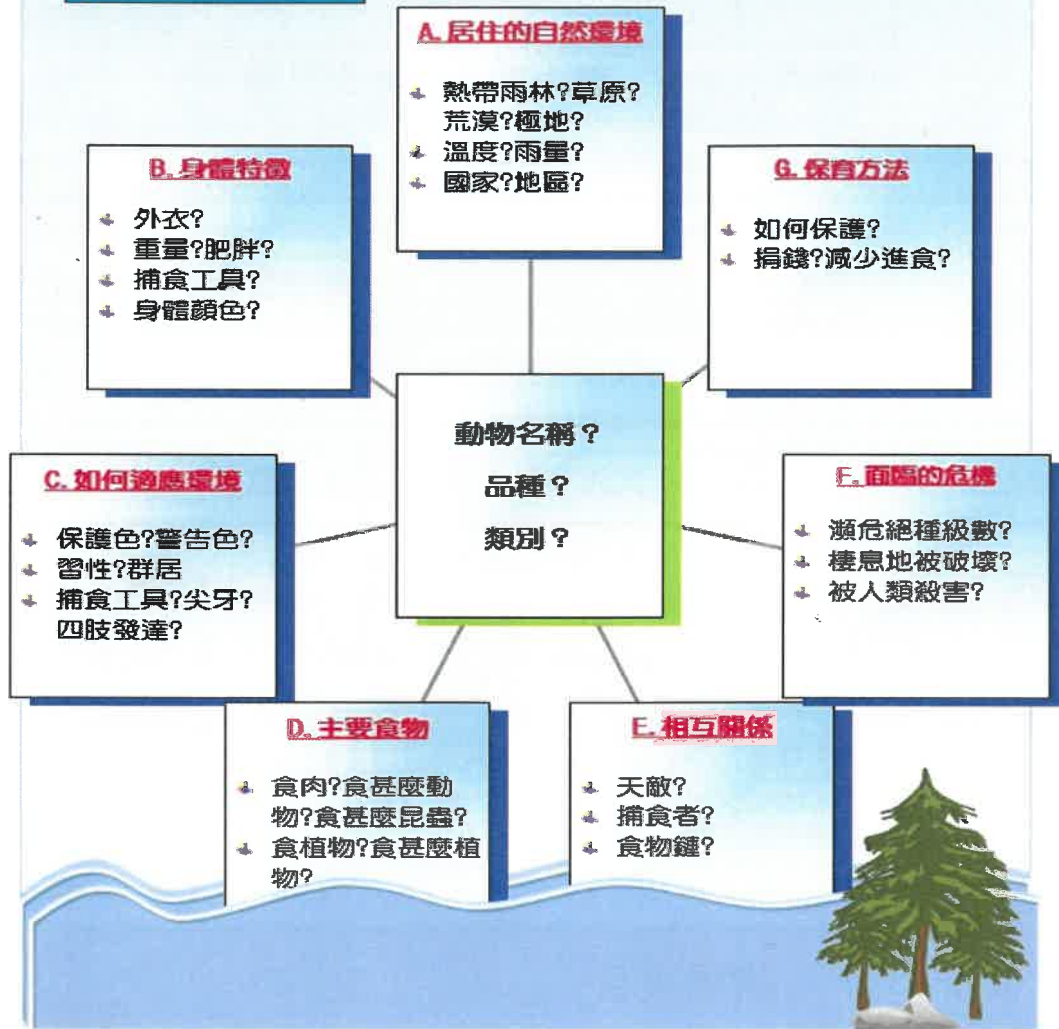 A. 居住的自然環境
熱帶雨林?草原?
荒漠?極地?
溫度?雨量?
國家?地區?
B. 身體特徵
外衣?
重量?肥胖?
捕食工具?
身體顏色?
G. 保育方法
如何保護?
捐錢?減少進食?
動物名稱?
品種?
類別?
C. 如何適應環境
保護色?警告色?
習性?群居
捕食工具?尖牙?
四肢發達?
F. 面臨的危機
瀕危絕種級數?
棲息地被破壞?
被人類殺害?
D. 主要食物
食肉?食甚麼動
物?食甚麼昆蟲?
食植物?食甚麼植
物?
E. 相互關係
天敵?
捕食者?
食物鏈?